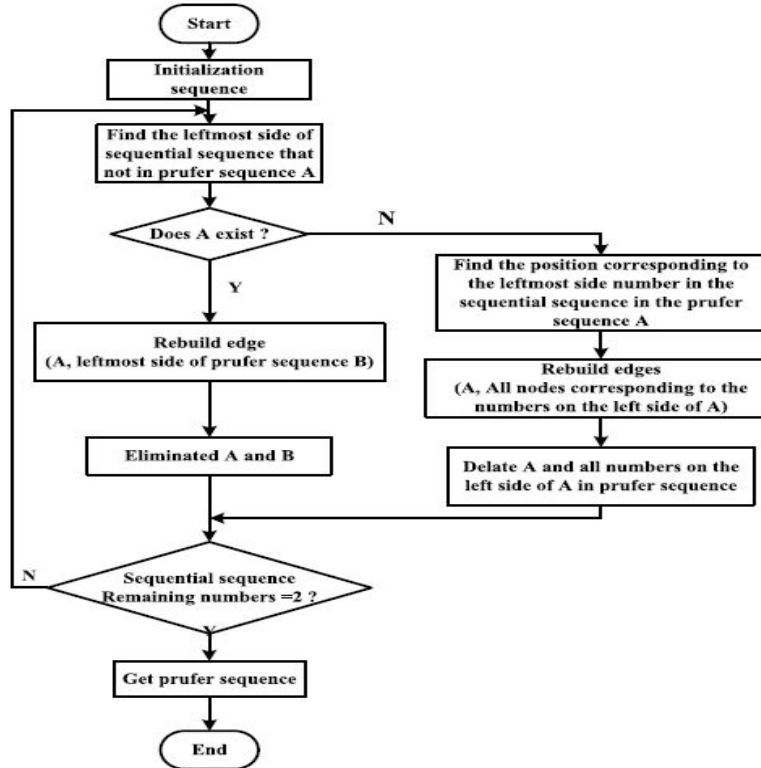 Start
Initialization
sequence
Find the leftmost side of
sequential sequence that
not in prufer sequence A
Does A exist ?
N
Y
Find the position corresponding to
the leftmost side number in the
sequential sequence in the prufer
sequence A
Rebuild edge
(A, leftmost side of prufer sequence B)
Rebuild edges
(A, All nodes corresponding to the
numbers on the left side of A)
Eliminated A and B
Delate A and all numbers on the
left side of A in prufer sequence
N
Sequential sequence
Remaining numbers =2 ?
Y
Get prufer sequence
End